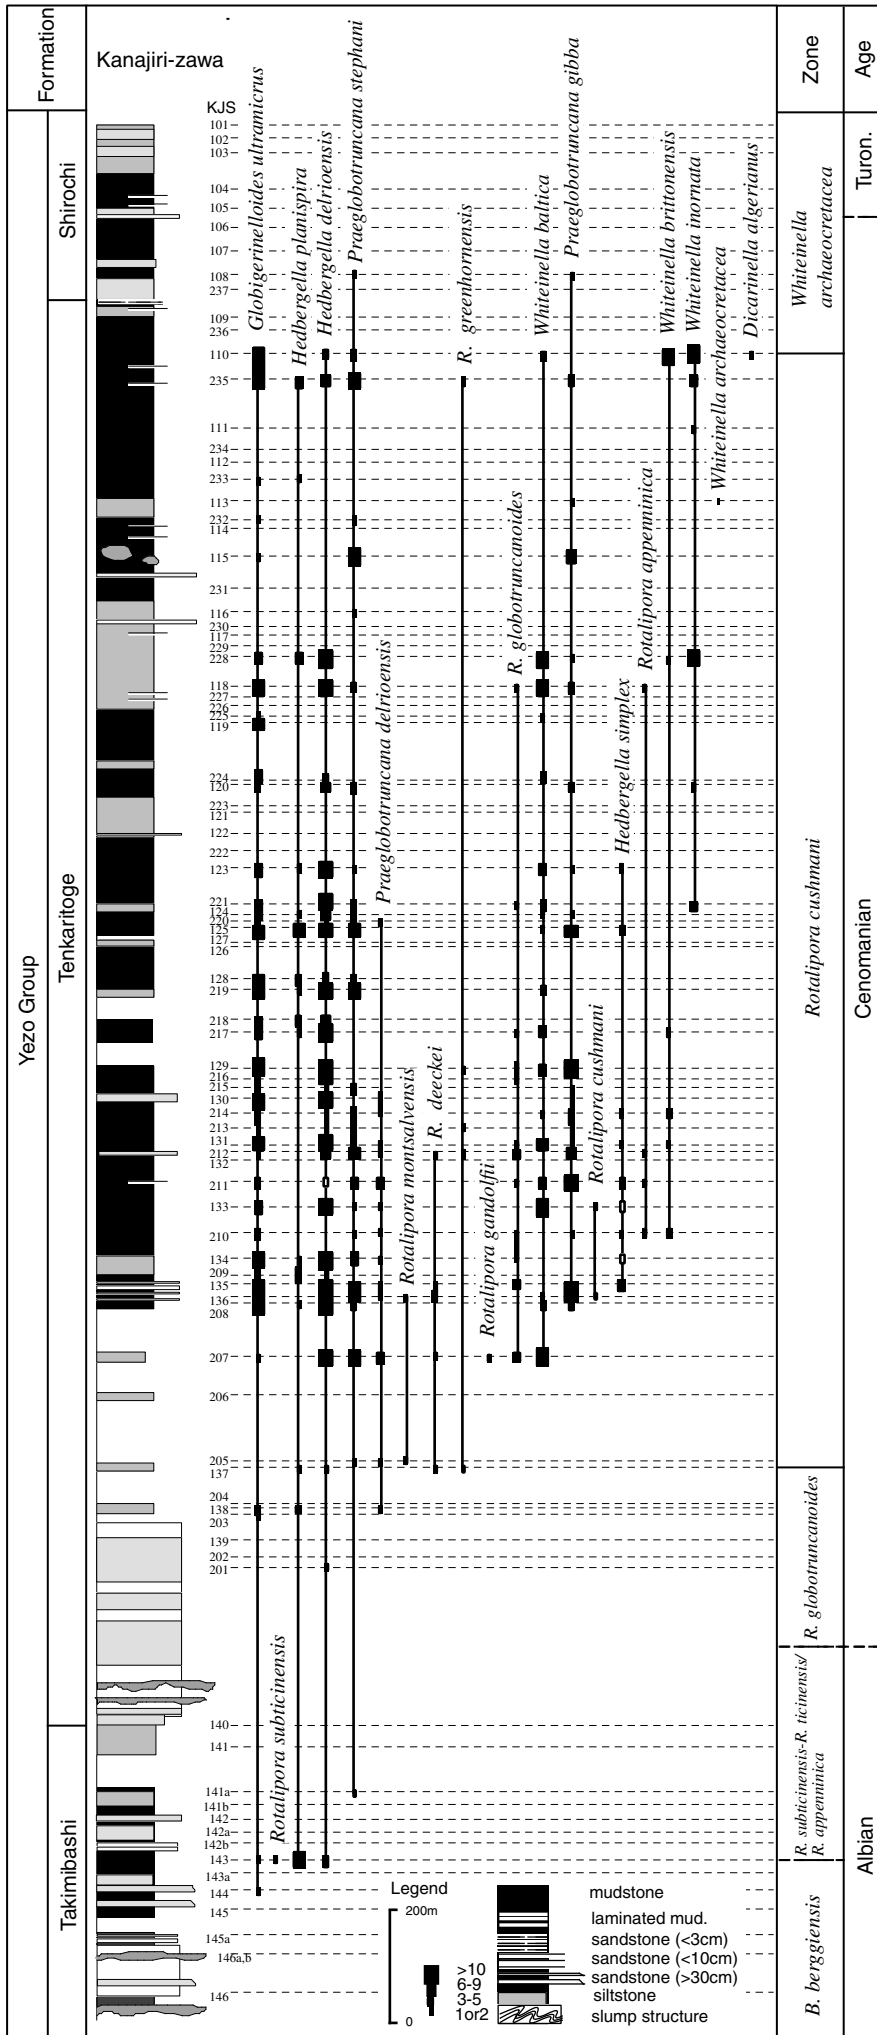 Formation
Kanajiri-zawa
Zone
Age
KJS
Yezo Group
Shirochi
Tenkaritoge
Takimibashi
101
102
103
104
105
106
107
108
237
109
236
110
235
111
234
112
233
113
232
114
115
231
116
230
117
229
228
118
227
226
225
119
224
120
223
121
122
222
123
221
124
220
125
127
126
128
219
218
217
129
216
215
130
214
213
131
212
132
211
133
210
134
209
135
136
208
207
206
205
137
204
138
203
139
202
201
140
141
141a
141b
142
142a
142b
143
143a
144
145
145a
146a,b
146
Globigerinelloides ultramicrus
Rotalipora subticinensis
Hedbergella planispira
Hedbergella delrioensis
Praeglobotruncana stephani
Praeglobotruncana delrioensis
Rotalipora montsalvensis
R. deeckei
R. greenhornensis
Rotalipora gandolfii
R. globotruncanoides
Whiteinella baltica
Praeglobotruncana gibba
Rotalipora cushmani
Hedbergella simplex
Rotalipora appenninica
Whiteinella brittonensis
Whiteinella inornata
Whiteinella archaeocretacea
Dicarinella algerianus
Whiteinella
archaeocretacea
Rotalipora cushmani
R. globotruncanoides
R. subticinensis-R. ticinensis/
R. appenninica
B. berggiensis
Turon.
Cenomanian
Albian
Legend
200m
0
>10
6-9
3-5
1or2
mudstone
laminated mud.
sandstone (<3cm)
sandstone (<10cm)
sandstone (>30cm)
siltstone
slump structure